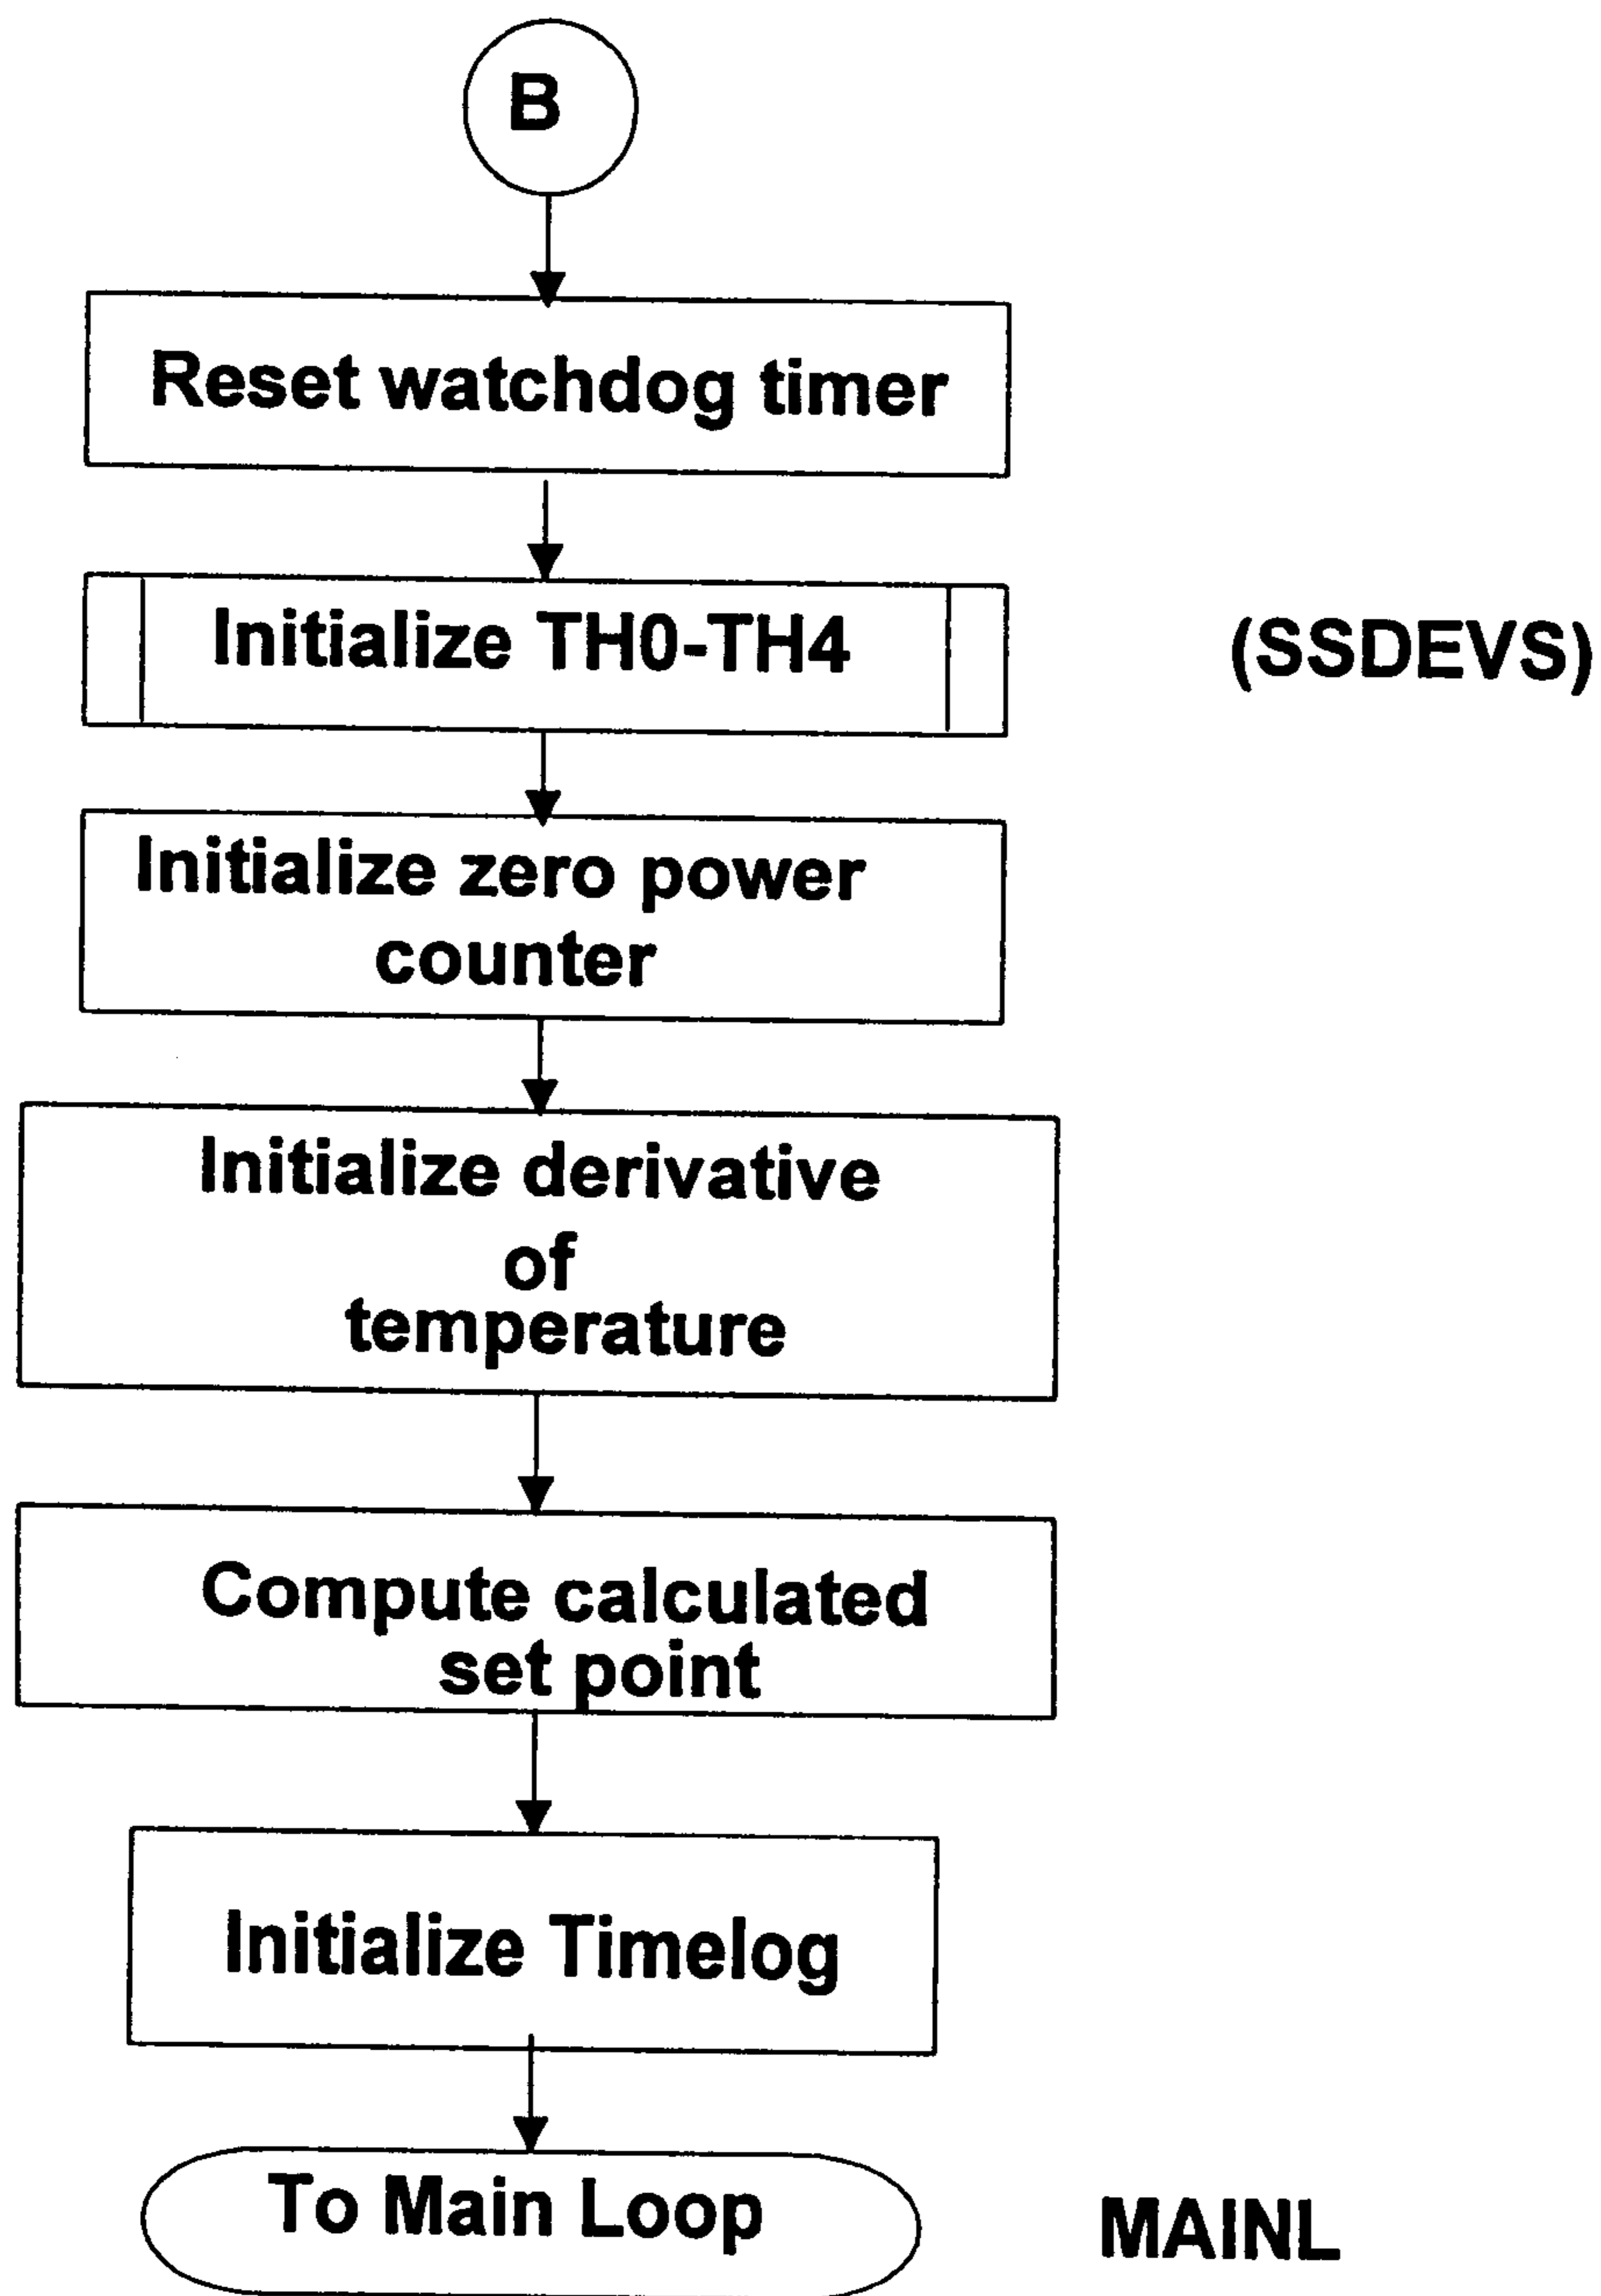 B
Reset watchdog timer
Initialize TH0-TH4
(SSDEVS)
Initialize zero power
counter
Initialize derivative
of
temperature
Compute calculated
set point
Initialize Timelog
To Main Loop
MAINL